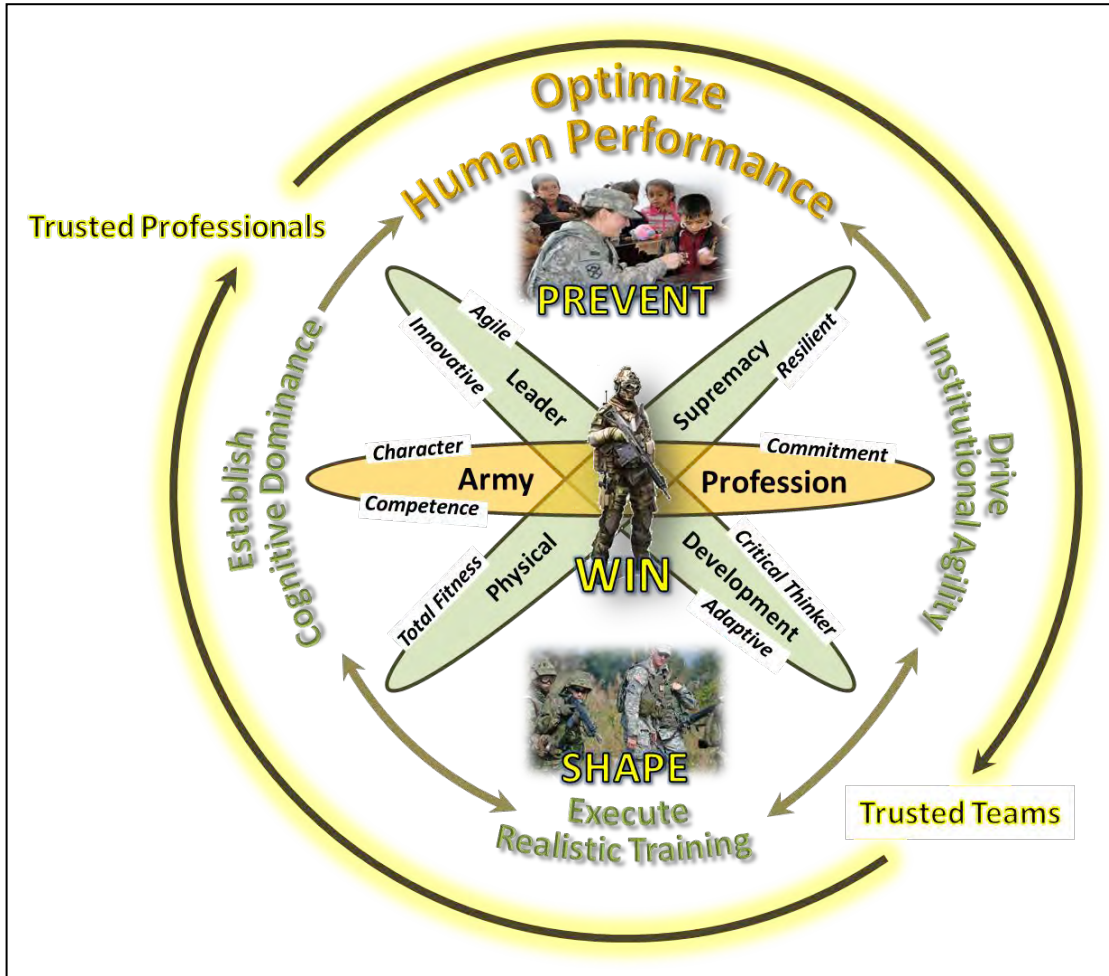 Optimize
Human Performance
Trusted Professionals
PREVENT
Agile
Innovative
Leader
Supremacy
Resilient
Establish
Cognitive Dominance
Drive
Institutional Agility
Character
Commitment
Army
Profession
Competence
Physical
Total Fitness
WIN
Critical Thinker
Development
Adaptive
SHAPE
Execute
Realistic Training
Trusted Teams